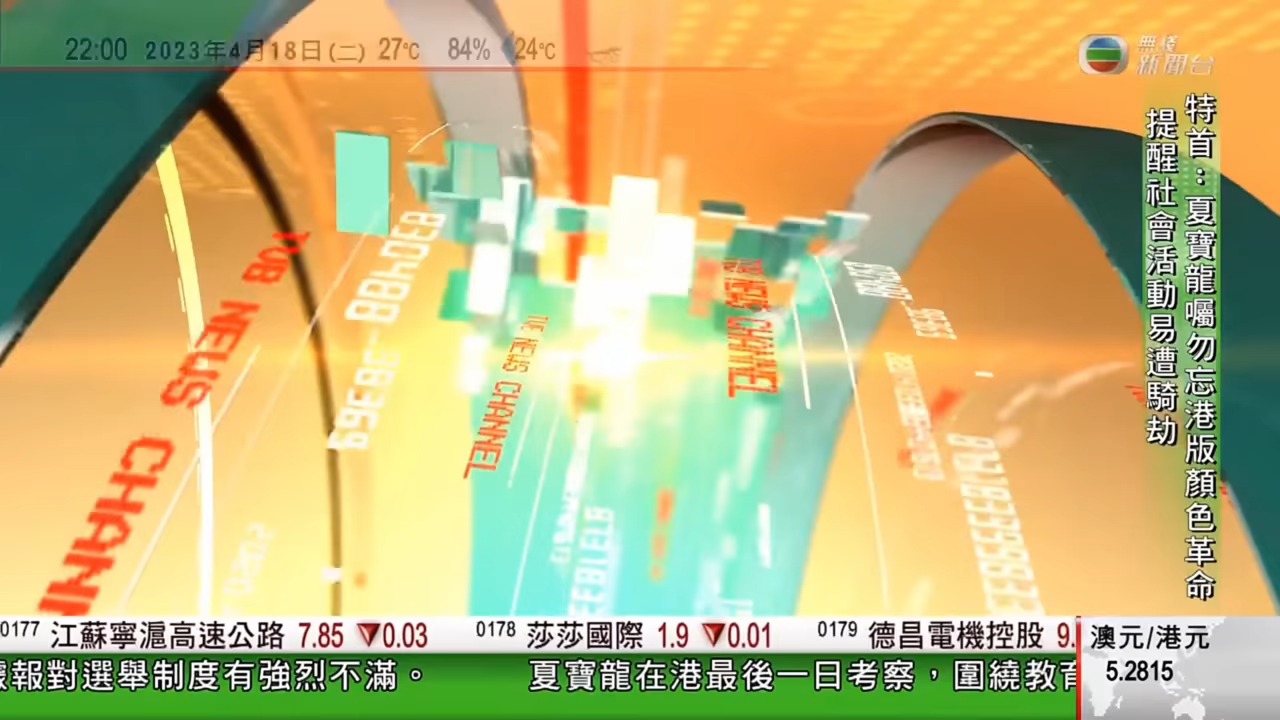 22:00 2023年4月18日(二) 27℃ 84% 24℃
無綫
新聞台
特首：夏寶龍囑勿忘港版顏色革命
提醒社會活動易遭騎劫
NEWS
CHANN
NEWS CHANNEL
NEWS CHANNEL
0177 江蘇寧滬高速公路 7.85 ▼0.03 0178 莎莎國際 1.9 ▼0.01 0179 德昌電機控股 9.
報對選舉制度有強烈不滿。 夏寶龍在港最後一日考察，圍繞教
澳元/港元
5.2815